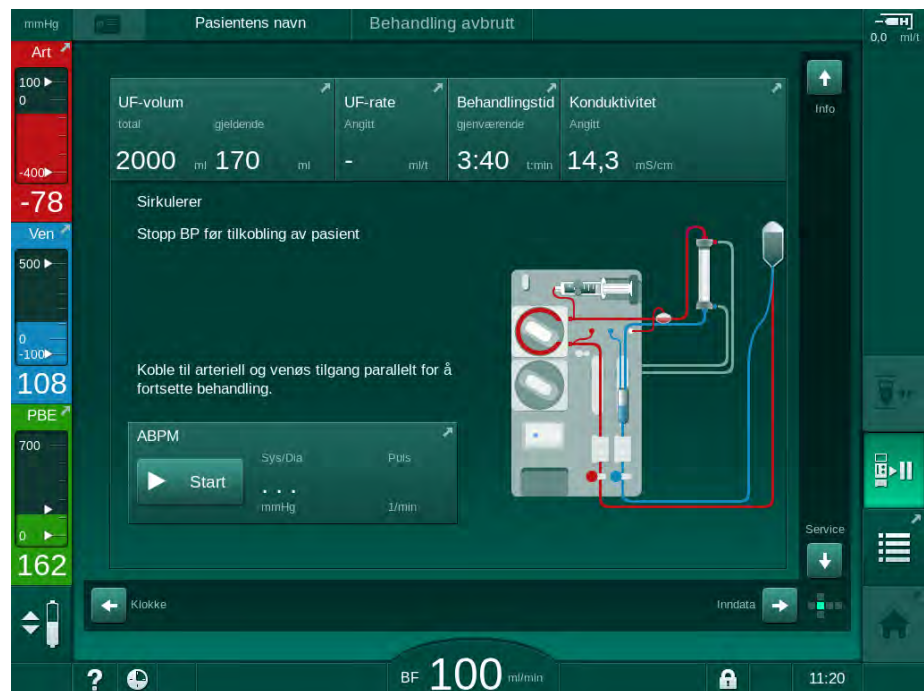 mmHg
Pasientens navn
Behandling avbrutt
0,0 ml/t
Art
100
0
-400
-78
Ven
500
0
-100
108
PBE
700
0
162
UF-volum
total
gjeldende
2000 ml 170 ml
UF-rate
Angitt
- ml/t
Behandlingstid
gjenværende
3:40 t:min
Konduktivitet
Angitt
14,3 mS/cm
Info
Sirkulerer
Stopp BP før tilkobling av pasient
Koble til arteriell og venøs tilgang parallelt for å
fortsette behandling.
ABPM
Start
Sys/Dia
. . .
mmHg
Puls
1/min
Service
Klokke
Inndata
? BF 100 ml/min 11:20